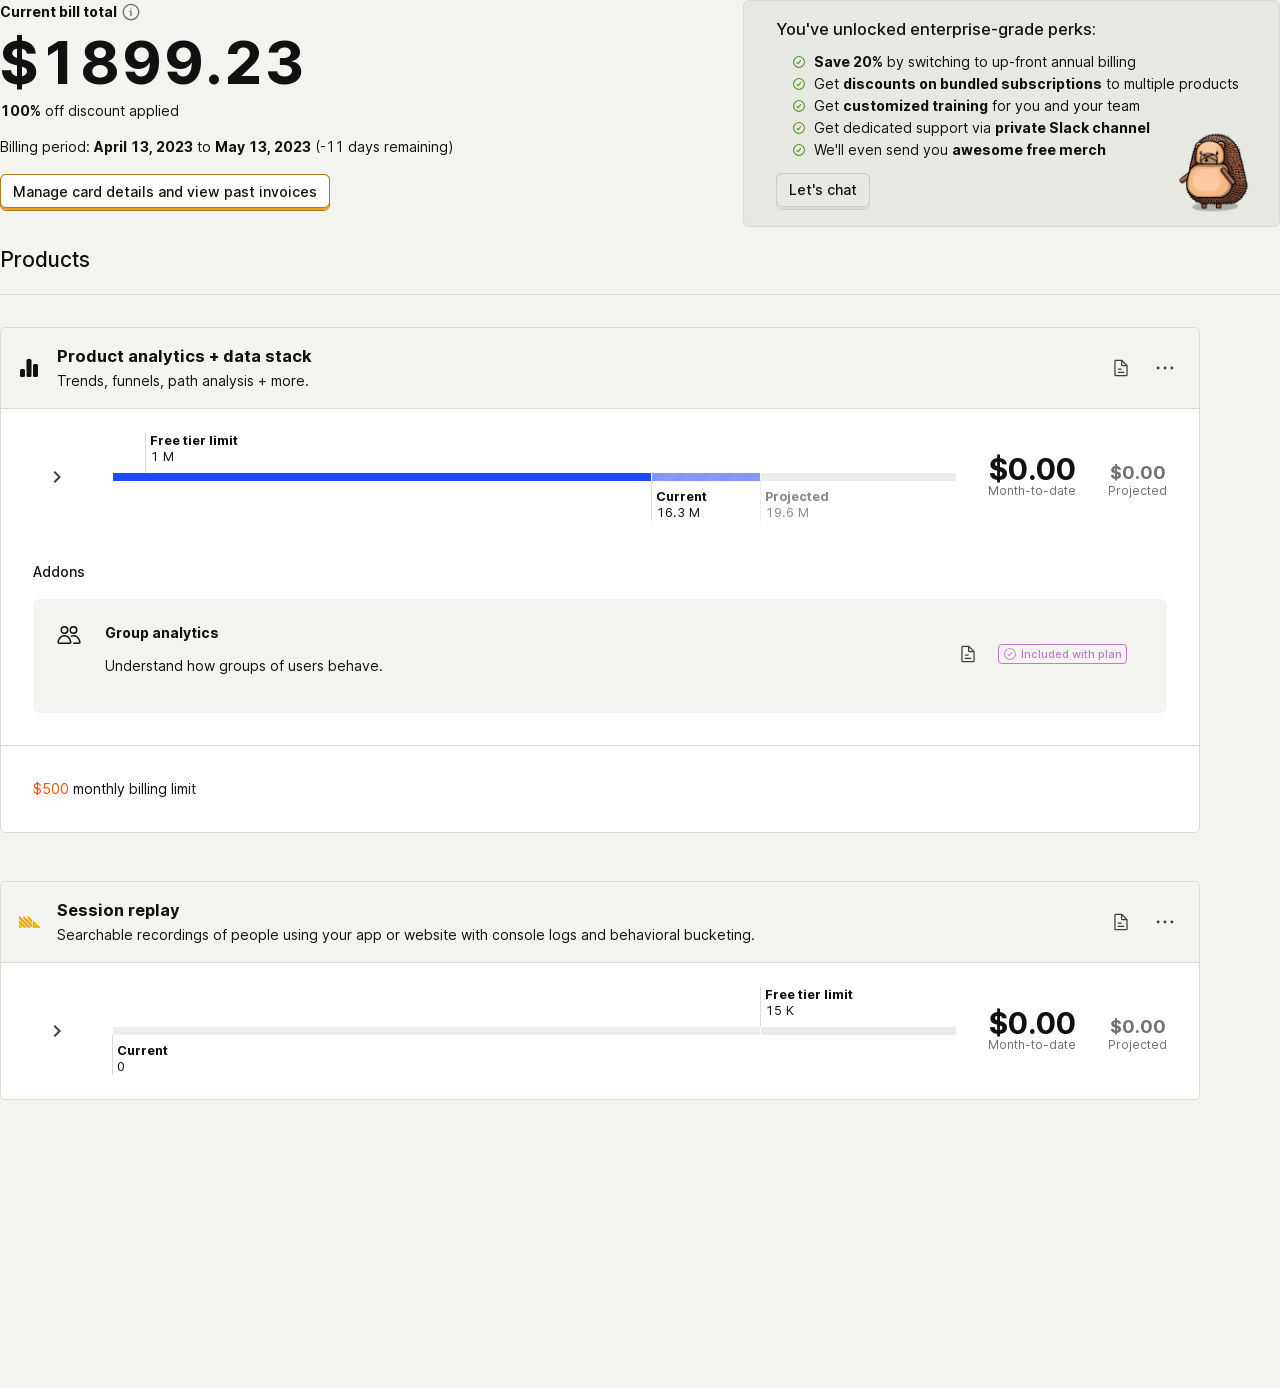 Current bill total
$1899.23
100% off discount applied
Billing period: April 13, 2023 to May 13, 2023 (-11 days remaining)
Manage card details and view past invoices
You've unlocked enterprise-grade perks:
Save 20% by switching to up-front annual billing
Get discounts on bundled subscriptions to multiple products
Get customized training for you and your team
Get dedicated support via private Slack channel
We'll even send you awesome free merch
Let's chat
Products
Product analytics + data stack
Trends, funnels, path analysis + more.
Free tier limit
1 M
Current
16.3 M
Projected
19.6 M
$0.00
Month-to-date
$0.00
Projected
Addons
Group analytics
Understand how groups of users behave.
Included with plan
$500 monthly billing limit
Session replay
Searchable recordings of people using your app or website with console logs and behavioral bucketing.
Free tier limit
15 K
Current
0
$0.00
Month-to-date
$0.00
Projected